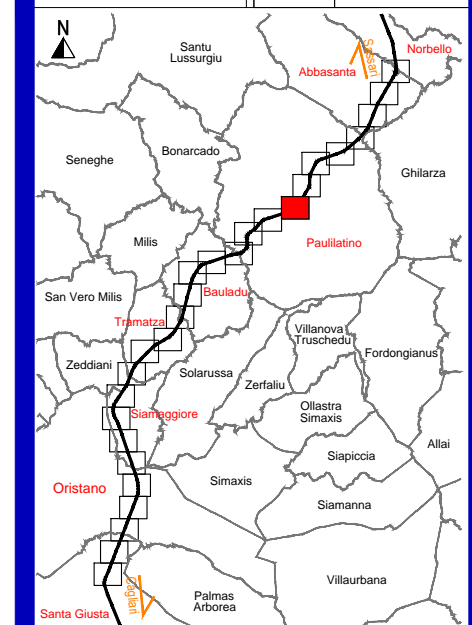 N
Santu
Lussurgiu
Sassari
Norbello
Abbasanta
Seneghe
Bonarcado
Ghilarza
Milis
Paulilatino
San Vero Milis
Bauladu
Tramatza
Villanova
Truschedu
Fordongianus
Zeddiani
Solarussa
Zerfaliu
Ollastra
Simaxis
Siamaggiore
Allai
Siapiccia
Simaxis
Oristano
Siamanna
Cagliari
Villaurbana
Palmas
Arborea
Santa Giusta